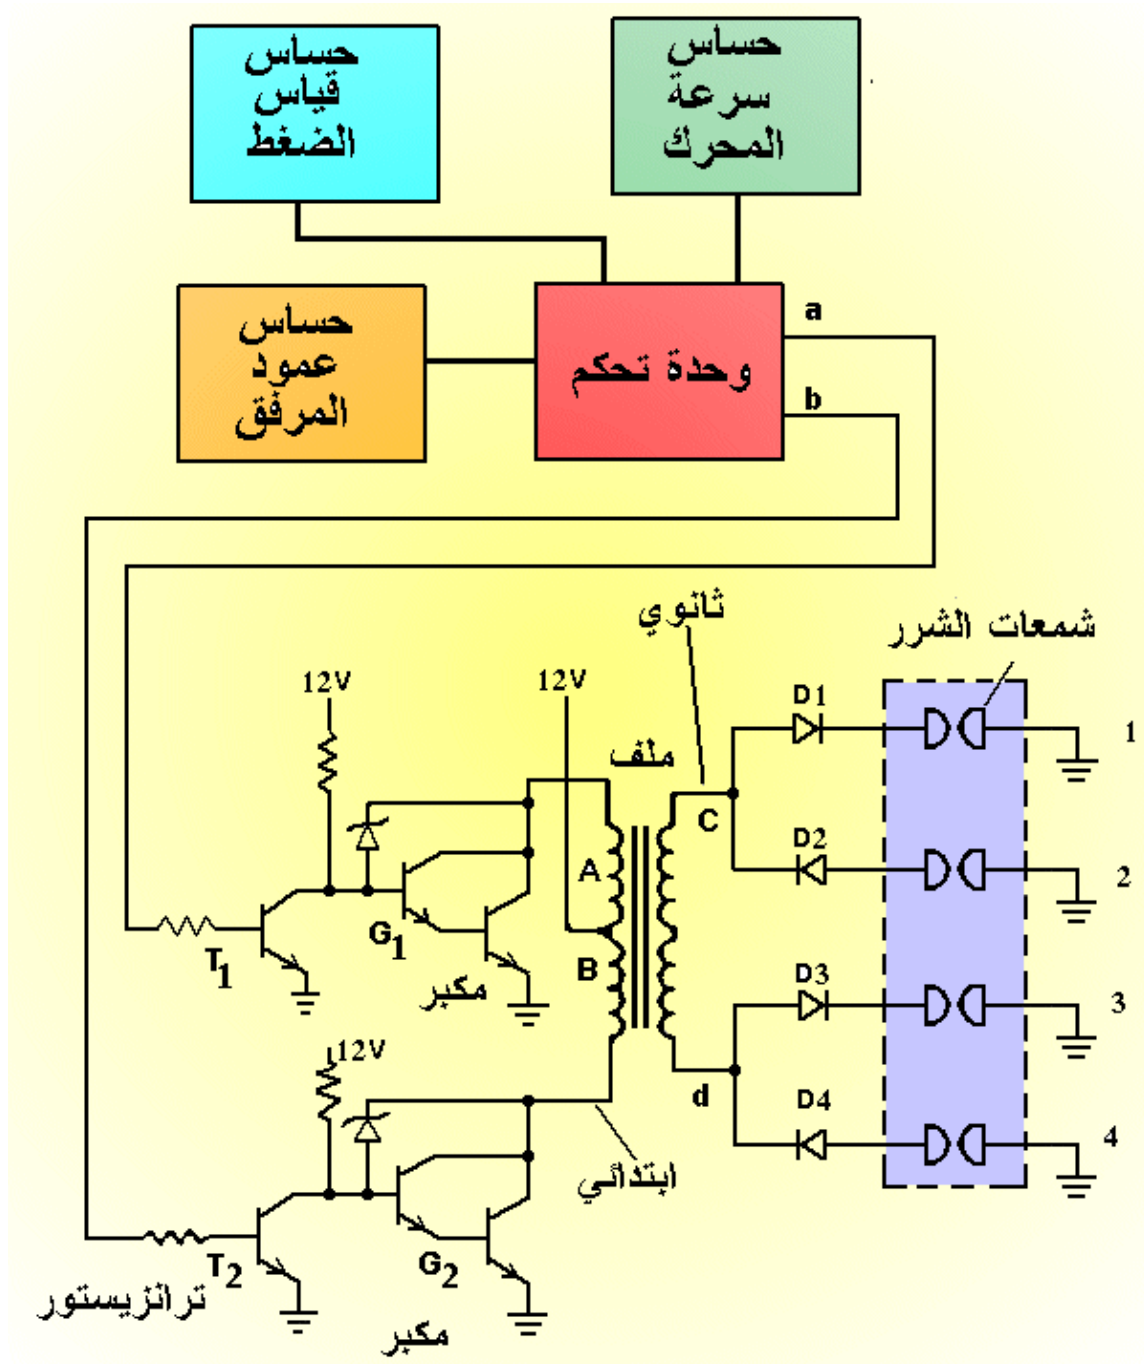 حساس
قياس
الضغط
حساس
سرعة
المحرك
حساس
عمود
المرفق
وحدة تحكم
a
b
ثانوي
شمعات الشرر
12V
12V
ملف
D1
1
C
A
D2
2
G1
T1
B
مكبر
D3
3
12V
d
D4
4
ابتدائي
G2
T2
ترانزيستور
مكبر